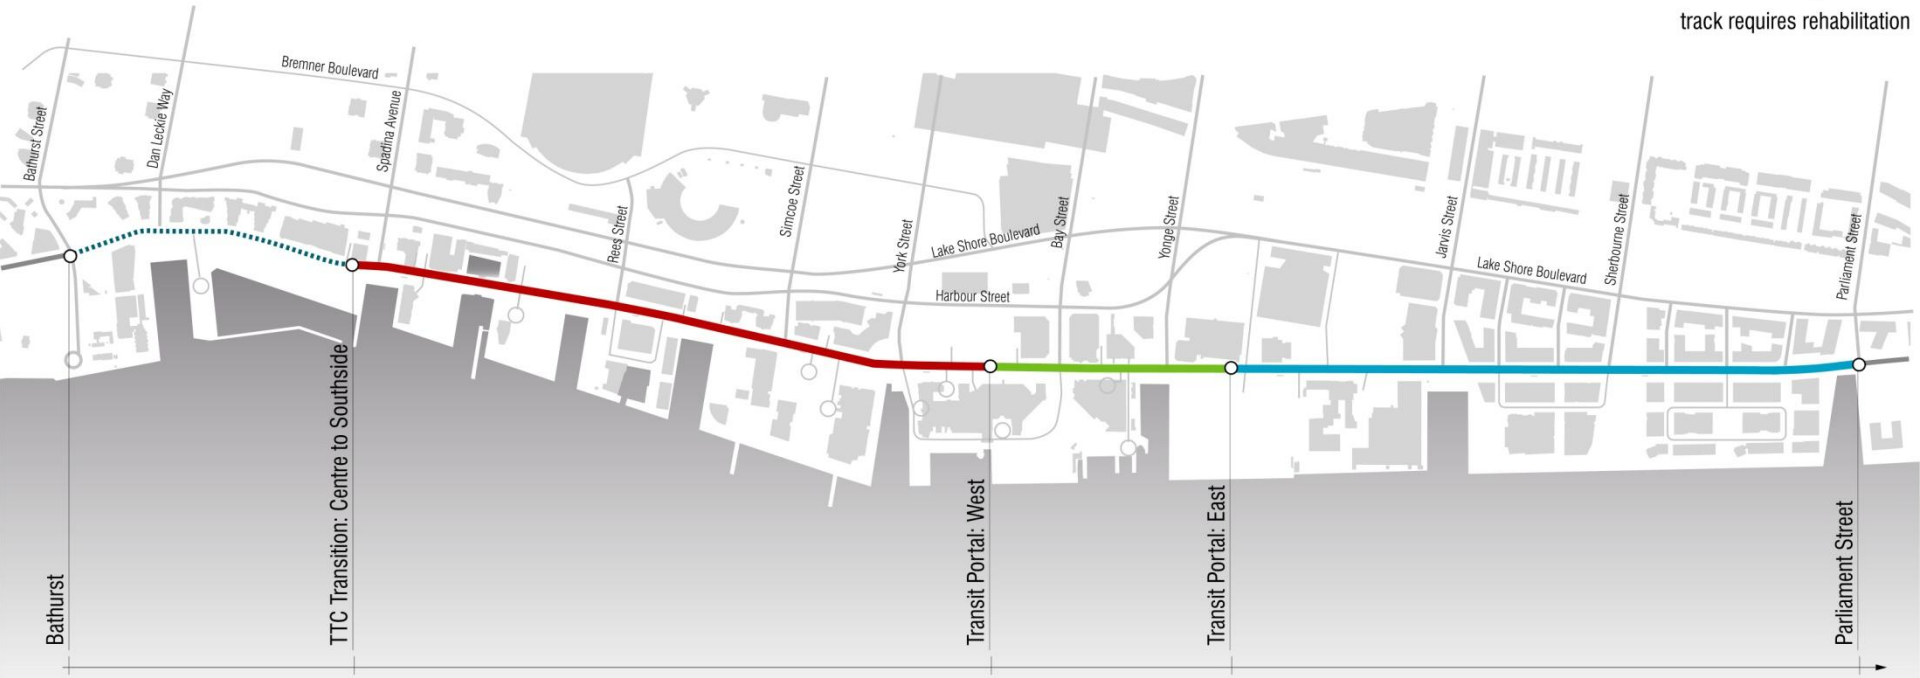 track requires rehabilitation
Bremner Boulevard
Bathurst Street
Dan Leckie Way
Spadina Avenue
Rees Street
Simcoe Street
York Street
Lake Shore Boulevard
Bay Street
Yonge Street
Jarvis Street
Lake Shore Boulevard
Sherbourne Street
Parliament Street
Harbour Street
Bathurst
TTC Transition: Centre to Southside
Transit Portal: West
Transit Portal: East
Parliament Street